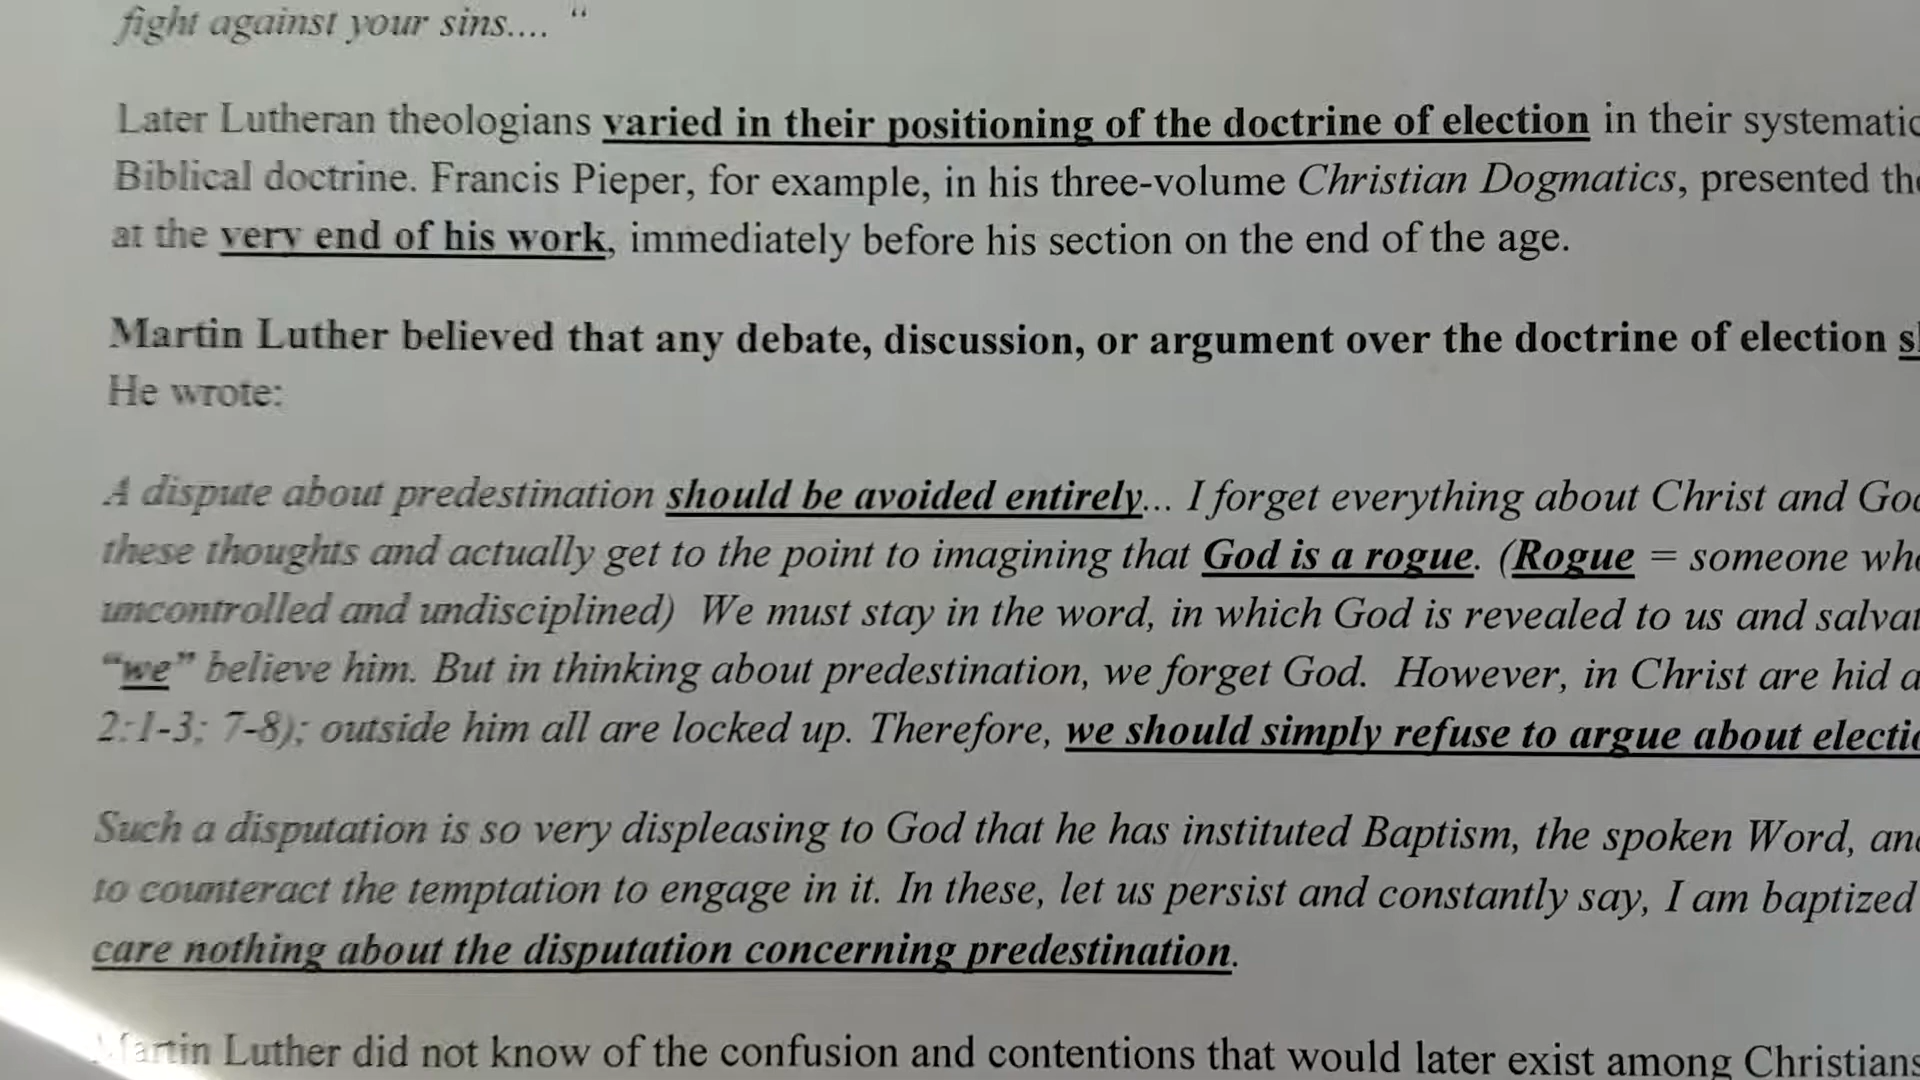 fight against your sins.... “
Later Lutheran theologians varied in their positioning of the doctrine of election in their systematic
Biblical doctrine. Francis Pieper, for example, in his three-volume Christian Dogmatics, presented
at the very end of his work, immediately before his section on the end of the age.
Martin Luther believed that any debate, discussion, or argument over the doctrine of election
He wrote:
A dispute about predestination should be avoided entirely... I forget everything about Christ and
these thoughts and actually get to the point to imagining that God is a rogue. (Rogue = someone
uncontrolled and undisciplined) We must stay in the word, in which God is revealed to us and
“we” believe him. But in thinking about predestination, we forget God. However, in Christ are hid
2:1-3; 7-8); outside him all are locked up. Therefore, we should simply refuse to argue about
Such a disputation is so very displeasing to God that he has instituted Baptism, the spoken Word,
to counteract the temptation to engage in it. In these, let us persist and constantly say, I am baptized
care nothing about the disputation concerning predestination.
Martin Luther did not know of the confusion and contentions that would later exist among Christians